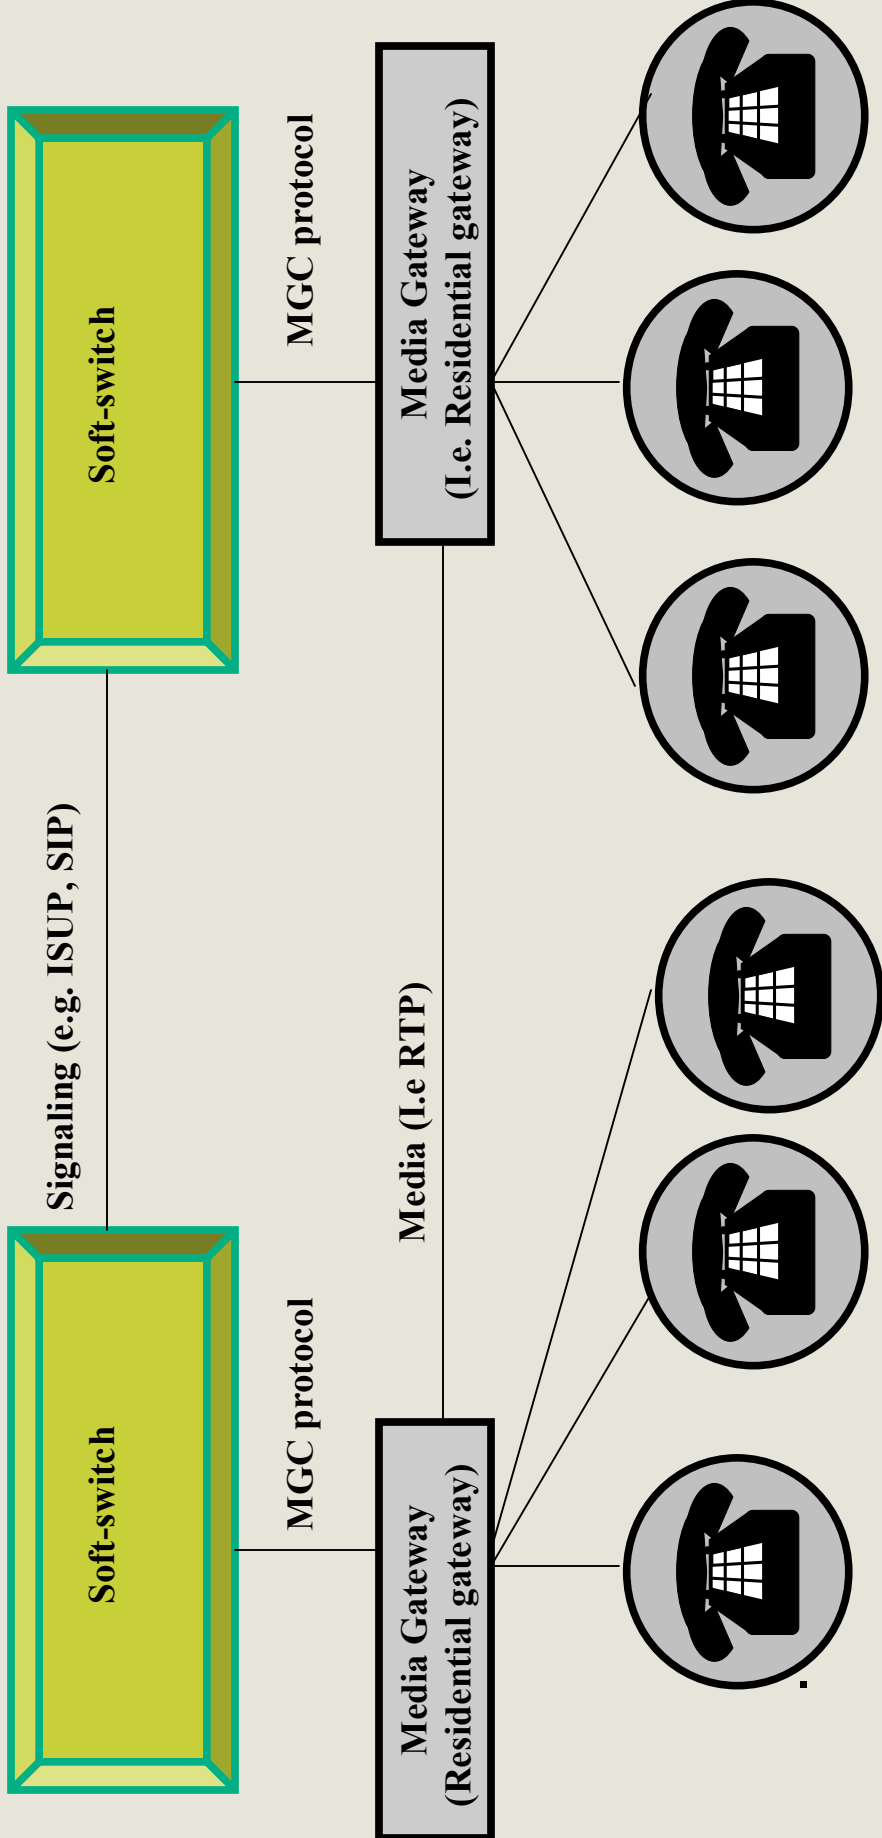 Soft-switch
Signaling (e.g. ISUP, SIP)
Soft-switch
MGC protocol
MGC protocol
Media Gateway
(Residential gateway)
Media (I.e RTP)
Media Gateway
(I.e. Residential gateway)